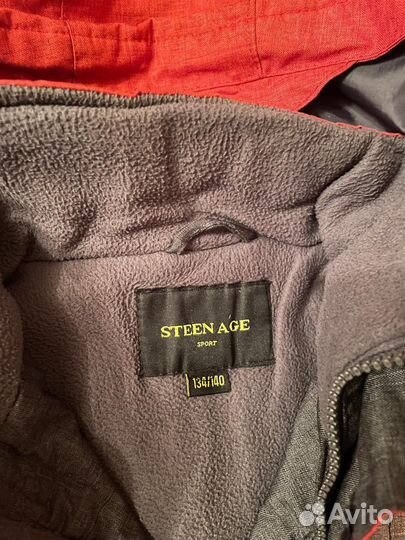 STEEN AGE
SPORT
134/140
Avito